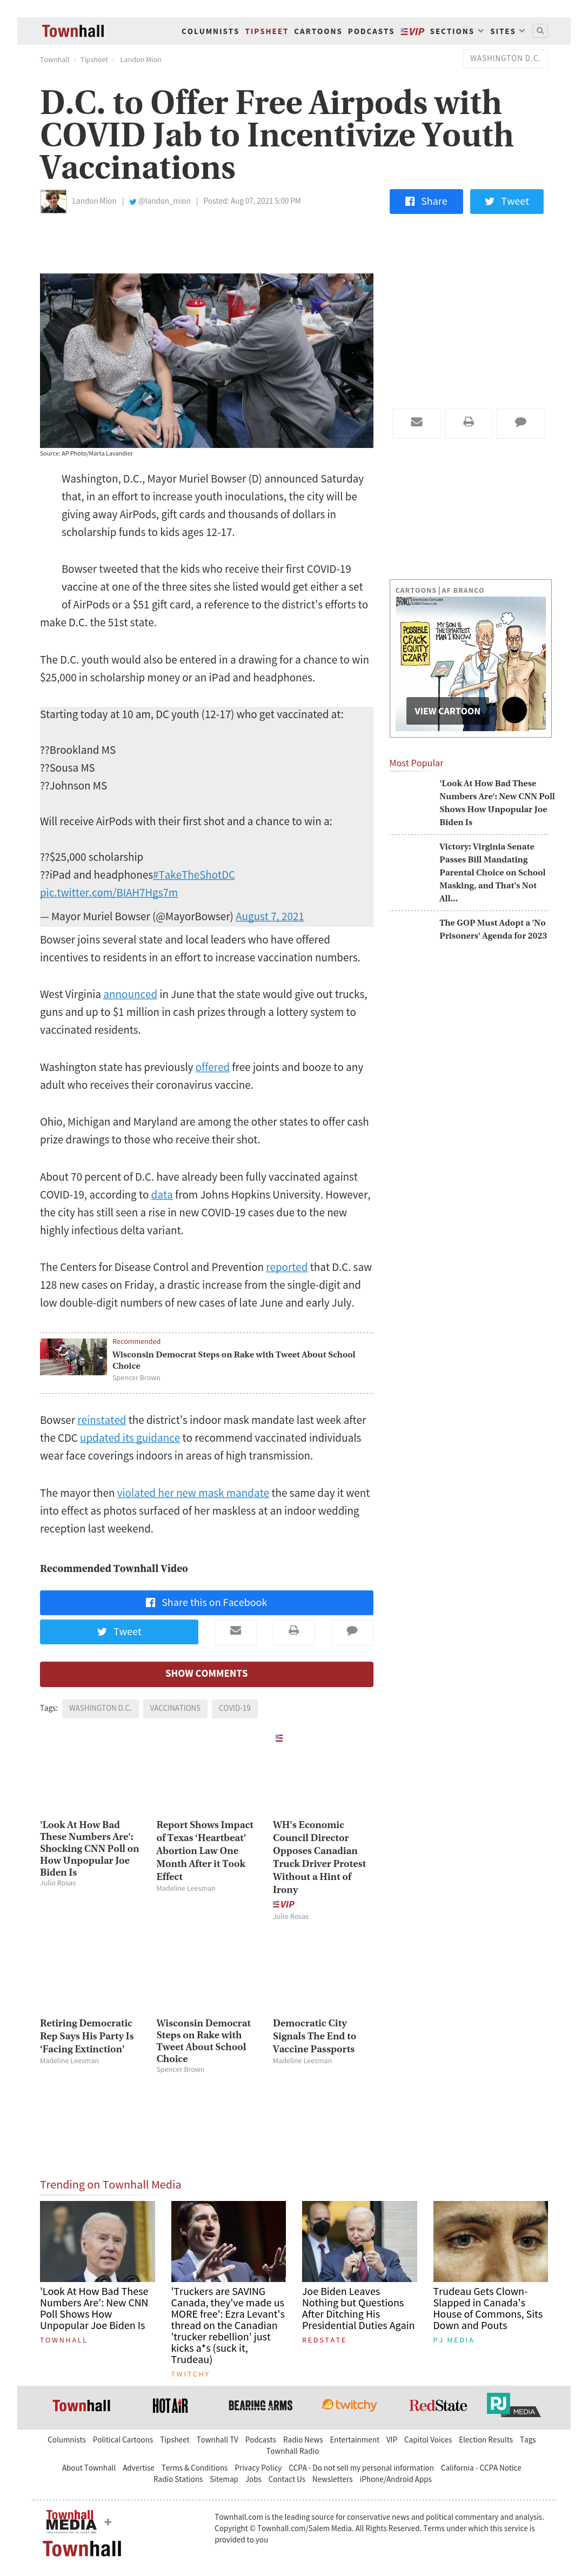 Townhall
COLUMNISTS TIPSHEET CARTOONS PODCASTS VIP SECTIONS SITES
Townhall Tipsheet Landon Mion
WASHINGTON D.C.
D.C. to Offer Free Airpods with
COVID Jab to Incentivize Youth
Vaccinations
Landon Mion | @landon_mion | Posted: Aug 07, 2021 5:00 PM
Share
Tweet
Source: AP Photo/Marta Lavandier
Washington, D.C., Mayor Muriel Bowser (D) announced Saturday
that, in an effort to increase youth inoculations, the city will be
giving away AirPods, gift cards and thousands of dollars in
scholarship funds to kids ages 12-17.
Bowser tweeted that the kids who receive their first COVID-19
vaccine at one of the three sites she listed would get either a set
of AirPods or a $51 gift card, a reference to the district's efforts to
make D.C. the 51st state.
The D.C. youth would also be entered in a drawing for a chance to win
$25,000 in scholarship money or an iPad and headphones.
Starting today at 10 am, DC youth (12-17) who get vaccinated at:
??Brookland MS
??Sousa MS
??Johnson MS
Will receive AirPods with their first shot and a chance to win a:
??$25,000 scholarship
??iPad and headphones#TakeTheShotDC
pic.twitter.com/BIAH7Hgs7m
— Mayor Muriel Bowser (@MayorBowser) August 7, 2021
Bowser joins several state and local leaders who have offered
incentives to residents in an effort to increase vaccination numbers.
West Virginia announced in June that the state would give out trucks,
guns and up to $1 million in cash prizes through a lottery system to
vaccinated residents.
Washington state has previously offered free joints and booze to any
adult who receives their coronavirus vaccine.
Ohio, Michigan and Maryland are among the other states to offer cash
prize drawings to those who receive their shot.
About 70 percent of D.C. have already been fully vaccinated against
COVID-19, according to data from Johns Hopkins University. However,
the city has still seen a rise in new COVID-19 cases due to the new
highly infectious delta variant.
The Centers for Disease Control and Prevention reported that D.C. saw
128 new cases on Friday, a drastic increase from the single-digit and
low double-digit numbers of new cases of late June and early July.
Recommended
Wisconsin Democrat Steps on Rake with Tweet About School
Choice
Spencer Brown
Bowser reinstated the district's indoor mask mandate last week after
the CDC updated its guidance to recommend vaccinated individuals
wear face coverings indoors in areas of high transmission.
The mayor then violated her new mask mandate the same day it went
into effect as photos surfaced of her maskless at an indoor wedding
reception last weekend.
Recommended Townhall Video
Share this on Facebook
Tweet
SHOW COMMENTS
Tags: WASHINGTON D.C. VACCINATIONS COVID-19
CARTOONS | AF BRANCO
POSSIBLE
CRACK
EQUITY
CZAR?
MY SON IS
THE SMARTEST
MAN I KNOW
VIEW CARTOON
Most Popular
'Look At How Bad These
Numbers Are': New CNN Poll
Shows How Unpopular Joe
Biden Is
Victory: Virginia Senate
Passes Bill Mandating
Parental Choice on School
Masking, and That's Not
All...
The GOP Must Adopt a 'No
Prisoners' Agenda for 2023
'Look At How Bad
These Numbers Are':
Shocking CNN Poll on
How Unpopular Joe
Biden Is
Julio Rosas
Report Shows Impact
of Texas ‘Heartbeat’
Abortion Law One
Month After it Took
Effect
Madeline Leesman
WH's Economic
Council Director
Opposes Canadian
Truck Driver Protest
Without a Hint of
Irony
VIP
Julio Rosas
Retiring Democratic
Rep Says His Party Is
‘Facing Extinction’
Madeline Leesman
Wisconsin Democrat
Steps on Rake with
Tweet About School
Choice
Spencer Brown
Democratic City
Signals The End to
Vaccine Passports
Madeline Leesman
Trending on Townhall Media
'Look At How Bad These
Numbers Are': New CNN
Poll Shows How
Unpopular Joe Biden Is
TOWNHALL
'Truckers are SAVING
Canada, they've made us
MORE free': Ezra Levant's
thread on the Canadian
'trucker rebellion' just
kicks a*s (suck it,
Trudeau)
TWITCHY
Joe Biden Leaves
Nothing but Questions
After Ditching His
Presidential Duties Again
REDSTATE
Trudeau Gets Clown-
Slapped in Canada's
House of Commons, Sits
Down and Pouts
PJ MEDIA
Townhall HOT AIR BEARING ARMS twitchy RedState PJ MEDIA
Columnists Political Cartoons Tipsheet Townhall TV Podcasts Radio News Entertainment VIP Capitol Voices Election Results Tags
Townhall Radio
About Townhall Advertise Terms & Conditions Privacy Policy CCPA - Do not sell my personal information California - CCPA Notice
Radio Stations Sitemap Jobs Contact Us Newsletters iPhone/Android Apps
Townhall
MEDIA +
Townhall
Townhall.com is the leading source for conservative news and political commentary and analysis.
Copyright © Townhall.com/Salem Media. All Rights Reserved. Terms under which this service is
provided to you